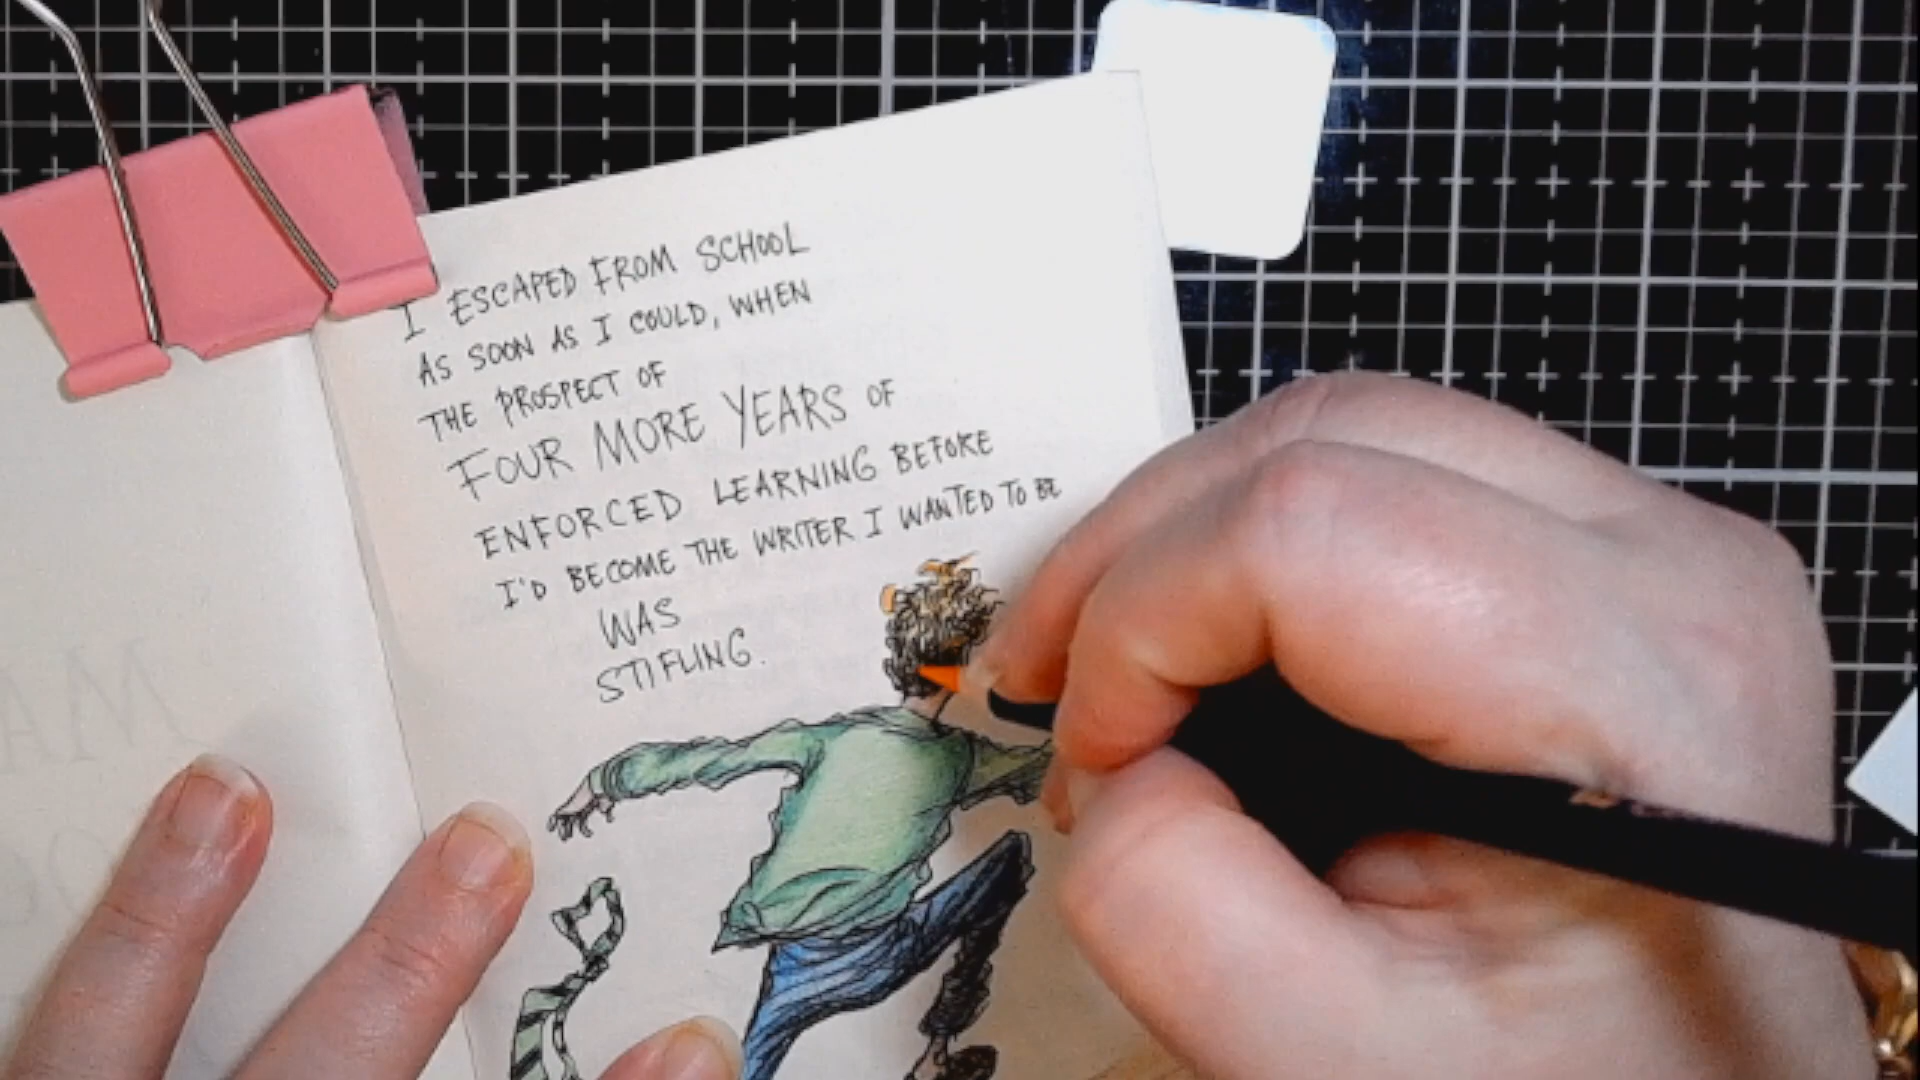 I ESCAPED FROM SCHOOL
AS SOON AS I COULD, WHEN
THE PROSPECT OF
FOUR MORE YEARS OF
ENFORCED LEARNING BEFORE
I'D BECOME THE WRITER I WANTED TO BE
WAS
STIFLING.